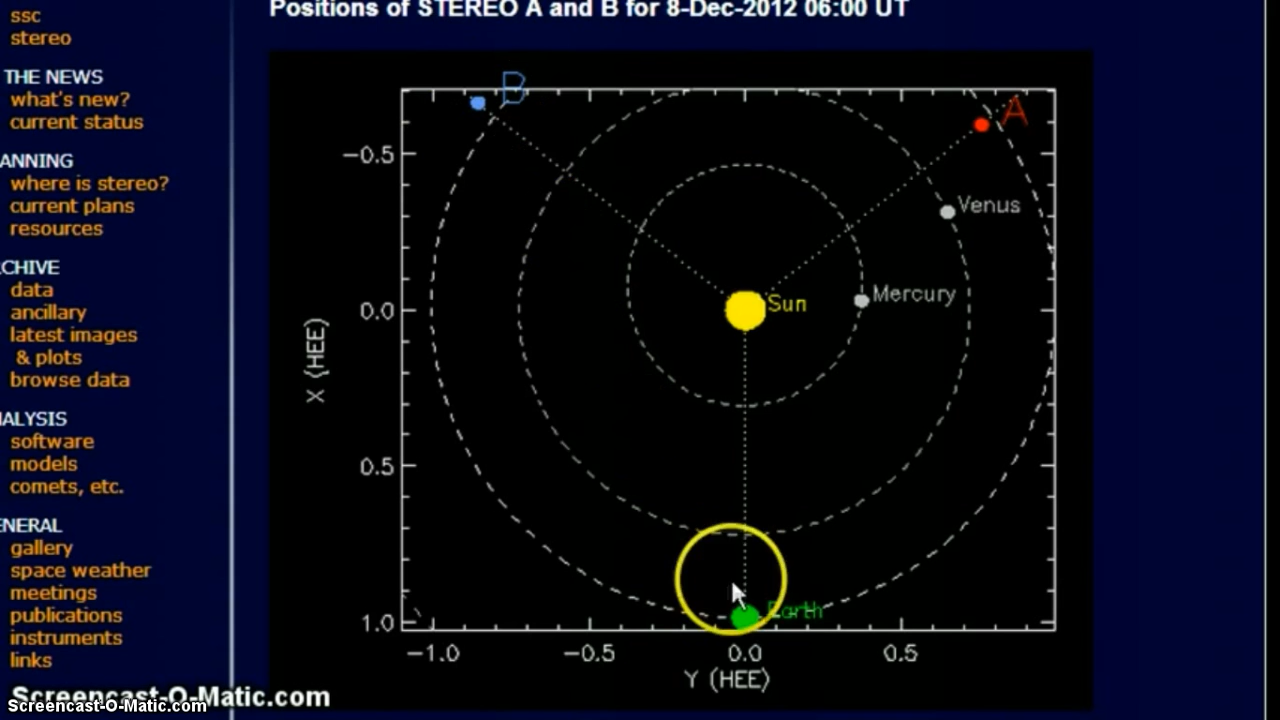 Positions of STEREO A and B for 8-Dec-2012 06:00 UT
ssc
stereo
THE NEWS
what's new?
current status
ANNING
where is stereo?
current plans
resources
CHIVE
data
ancillary
latest images
& plots
browse data
ALYSIS
software
models
comets, etc.
ENERAL
gallery
space weather
meetings
publications
instruments
links
B
A
Venus
Sun
Mercury
Earth
X (HEE)
−0.5
0.0
0.5
1.0
−1.0 −0.5 0.0 0.5
Y (HEE)
Screencast-O-Matic.com
Screencast-O-Matic.com